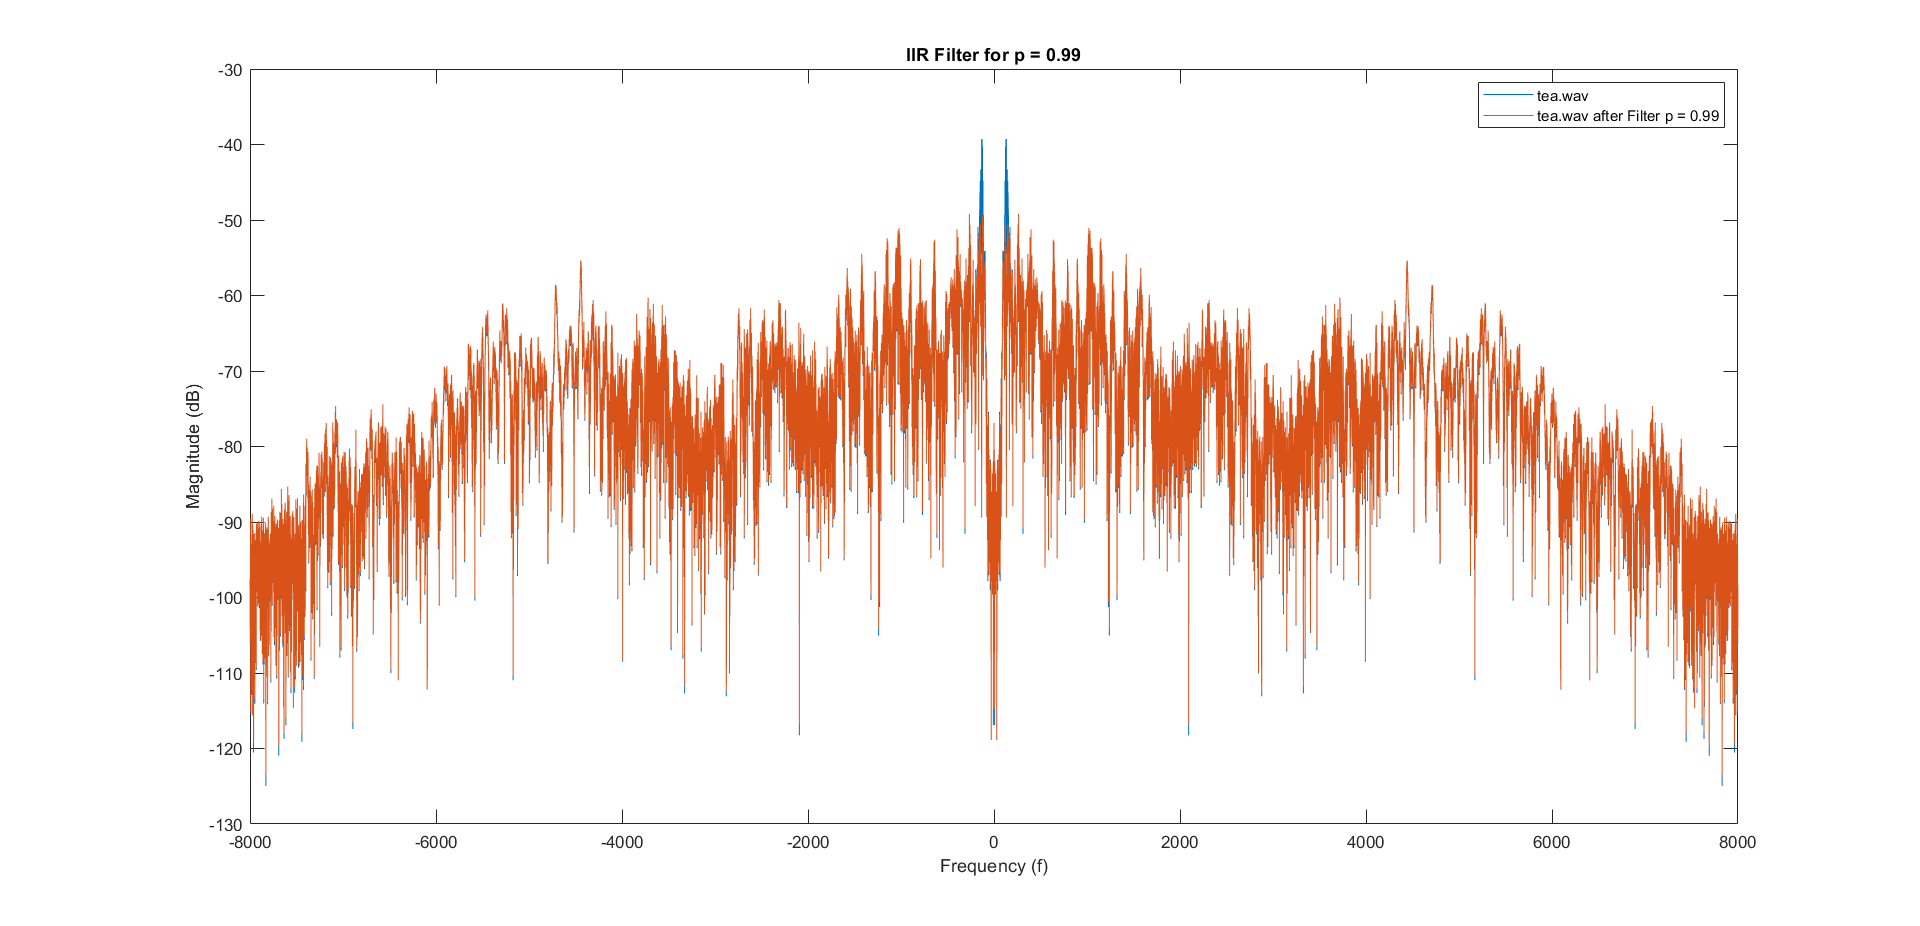 IIR Filter for p = 0.99
-30
-40
-50
-60
-70
-80
-90
-100
-110
-120
-130
Magnitude (dB)
tea.wav
tea.wav after Filter p = 0.99
-8000 -6000 -4000 -2000 0 2000 4000 6000 8000
Frequency (f)